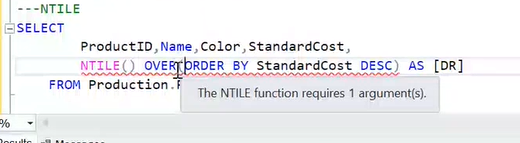 ---NTILE
SELECT
ProductID,Name,Color,StandardCost,
NTILE() OVER(ORDER BY StandardCost DESC) AS [DR]
FROM Production.P
The NTILE function requires 1 argument(s).
%
Results Messages